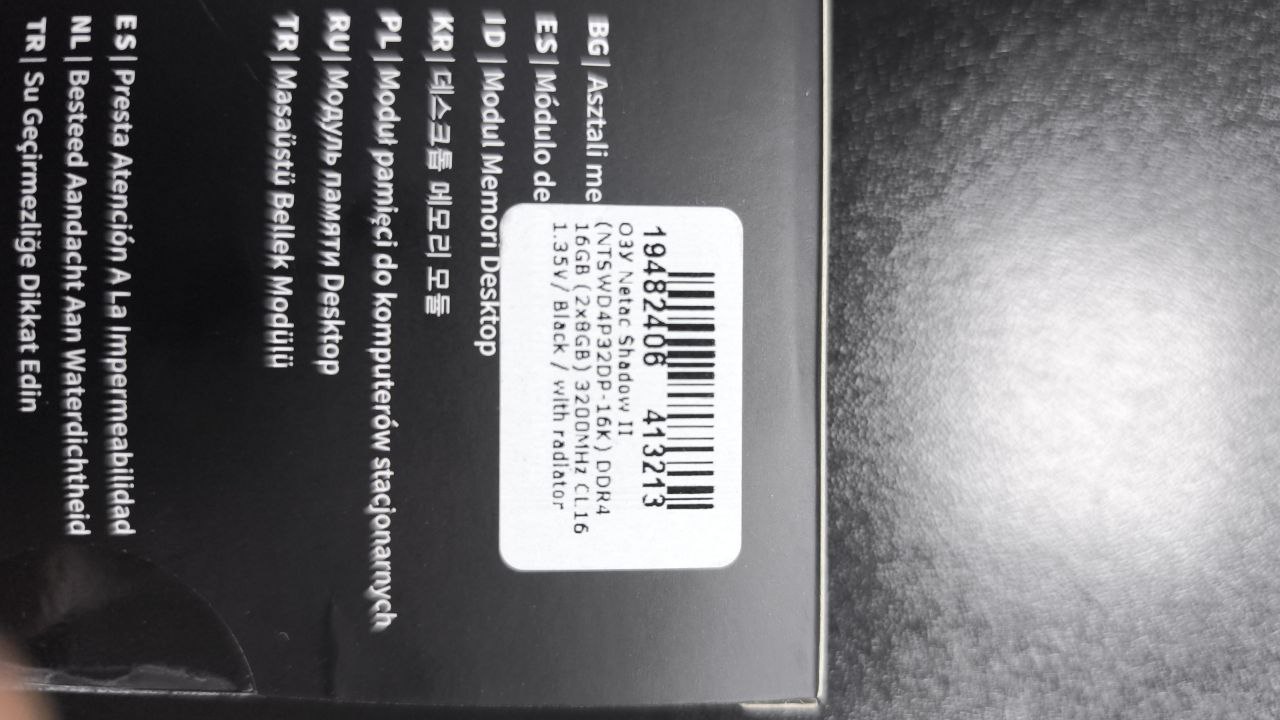 BG | Asztali me
ES | Módulo de
ID | Modul Memori Desktop
KR | 데스크톱 메모리 모듈
PL | Moduł pamięci do komputerów stacjonarnych
RU | Модуль памяти Desktop
TR | Masaüstü Bellek Modülü
ES | Presta Atención A La Impermeabilidad
NL | Besteed Aandacht Aan Waterdichtheid
TR | Su Geçirmezliğe Dikkat Edin
19482406 413213
ОЗУ Netac Shadow II
(NTSWD4P32DP-16K) DDR4
16GB (2x8GB) 3200MHz CL16
1.35V/ Black / with radiator